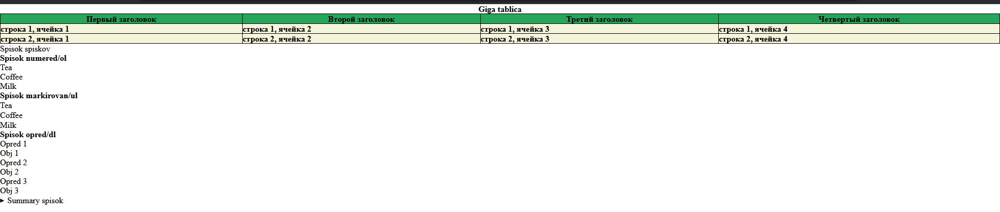 Giga tablica
Первый заголовок Второй заголовок Третий заголовок Четвертый заголовок
строка 1, ячейка 1 строка 1, ячейка 2 строка 1, ячейка 3 строка 1, ячейка 4
строка 2, ячейка 1 строка 2, ячейка 2 строка 2, ячейка 3 строка 2, ячейка 4
Spisok spiskov
Spisok numered/ol
Tea
Coffee
Milk
Spisok markirovan/ul
Tea
Coffee
Milk
Spisok opred/dl
Opred 1
Obj 1
Opred 2
Obj 2
Opred 3
Obj 3
Summary spisok